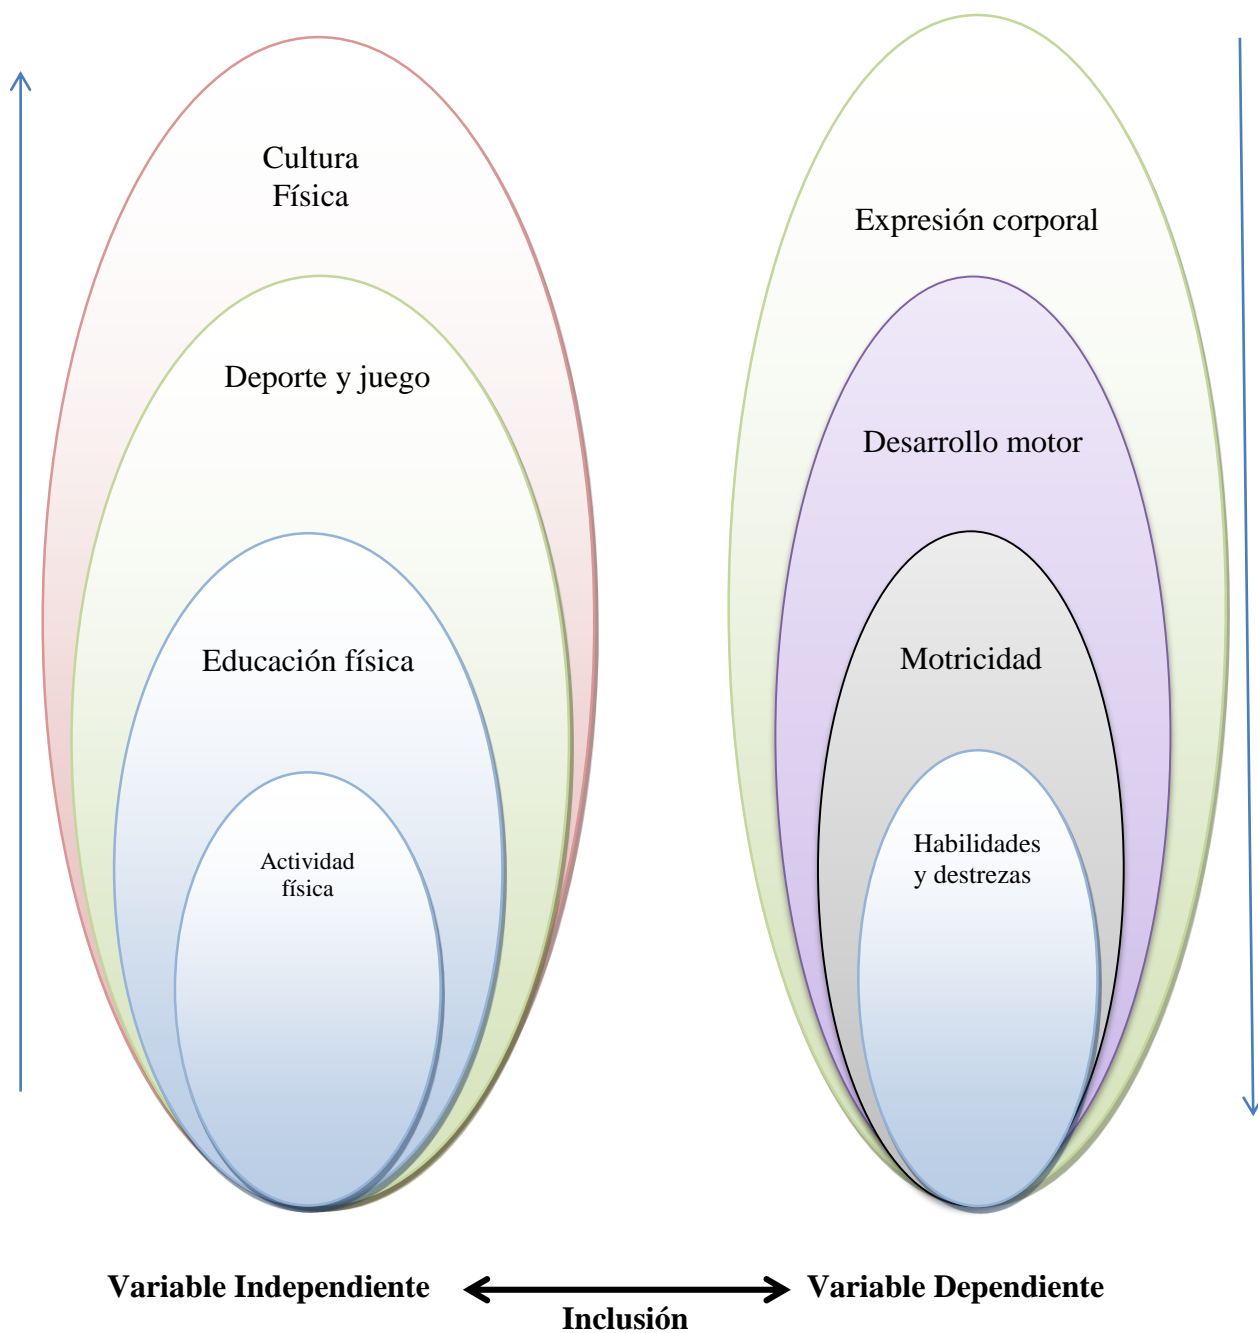 Cultura
Física
Deporte y juego
Educación física
Actividad
física
Expresión corporal
Desarrollo motor
Motricidad
Habilidades
y destrezas
Variable Independiente
Inclusión
Variable Dependiente